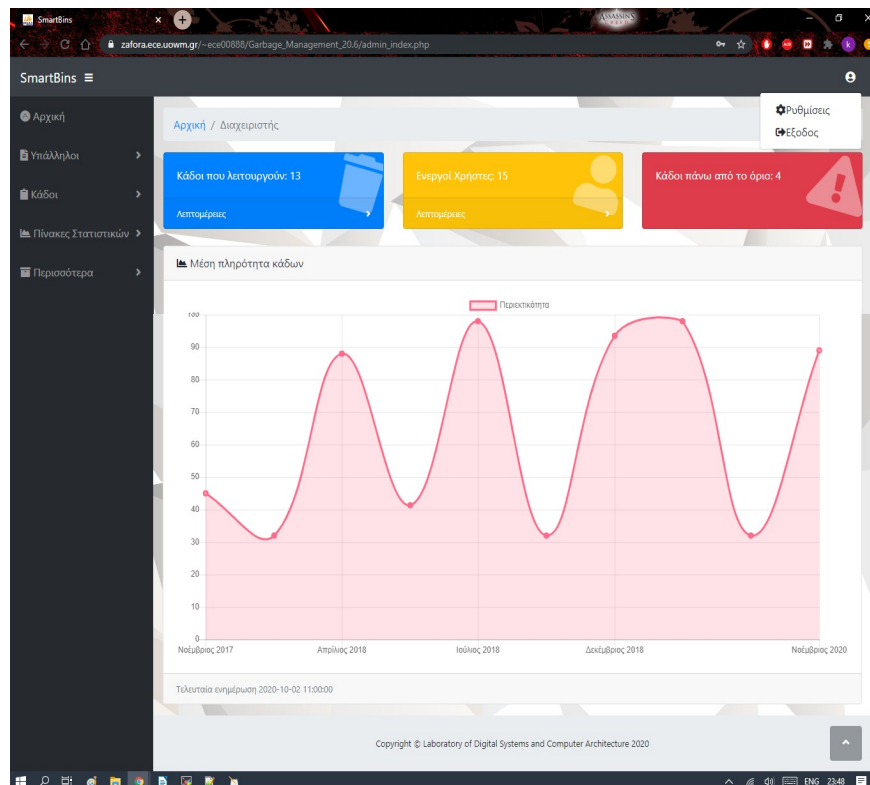 SmartBins
ASSASSIN'S
CREED
zafora.ece.uowm.gr/~ece00888/Garbage_Management_20.6/admin_index.php
SmartBins
Ρυθμίσεις
Εξοδος
Αρχική
Υπάλληλοι
Κάδοι
Πίνακες Στατιστικών
Περισσότερα
Αρχική / Διαχειριστής
Κάδοι που λειτουργούν: 13
Λεπτομέρειες
Ενεργοί Χρήστες: 15
Λεπτομέρειες
Κάδοι πάνω από το όριο: 4
Μέση πληρότητα κάδων
Περιεκτικότητα
100
90
80
70
60
50
40
30
20
10
0
Νοέμβριος 2017
Απρίλιος 2018
Ιούλιος 2018
Δεκέμβριος 2018
Νοέμβριος 2020
Τελευταία ενημέρωση 2020-10-02 11:00:00
Copyright © Laboratory of Digital Systems and Computer Architecture 2020
ENG
23:48